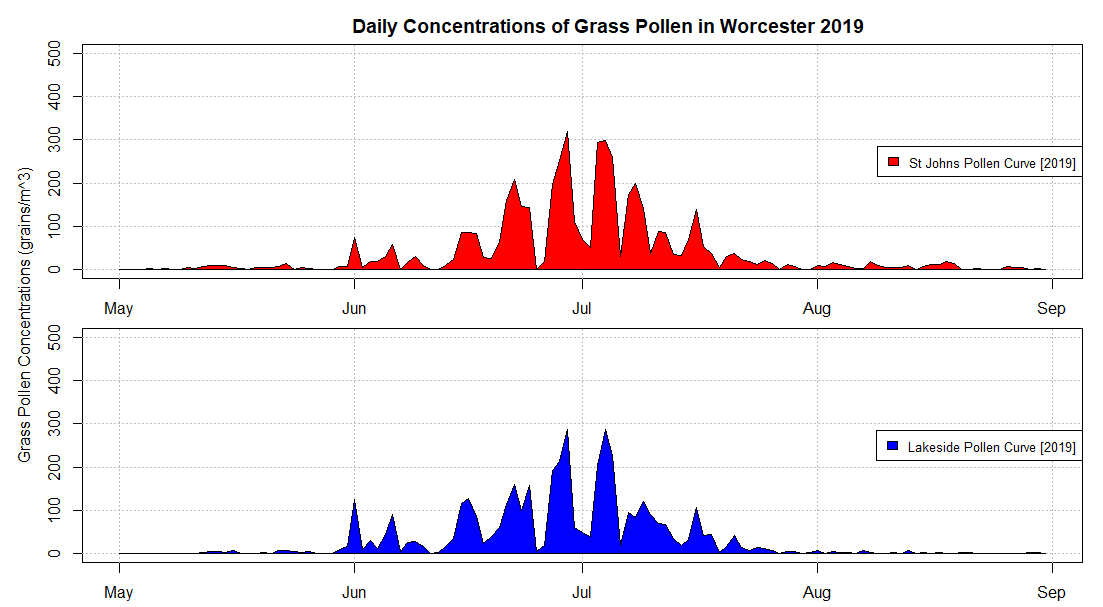 Daily Concentrations of Grass Pollen in Worcester 2019
Grass Pollen Concentrations (grains/m^3)
500
400
300
200
100
0
St Johns Pollen Curve [2019]
May Jun Jul Aug Sep
500
400
300
200
100
0
Lakeside Pollen Curve [2019]
May Jun Jul Aug Sep